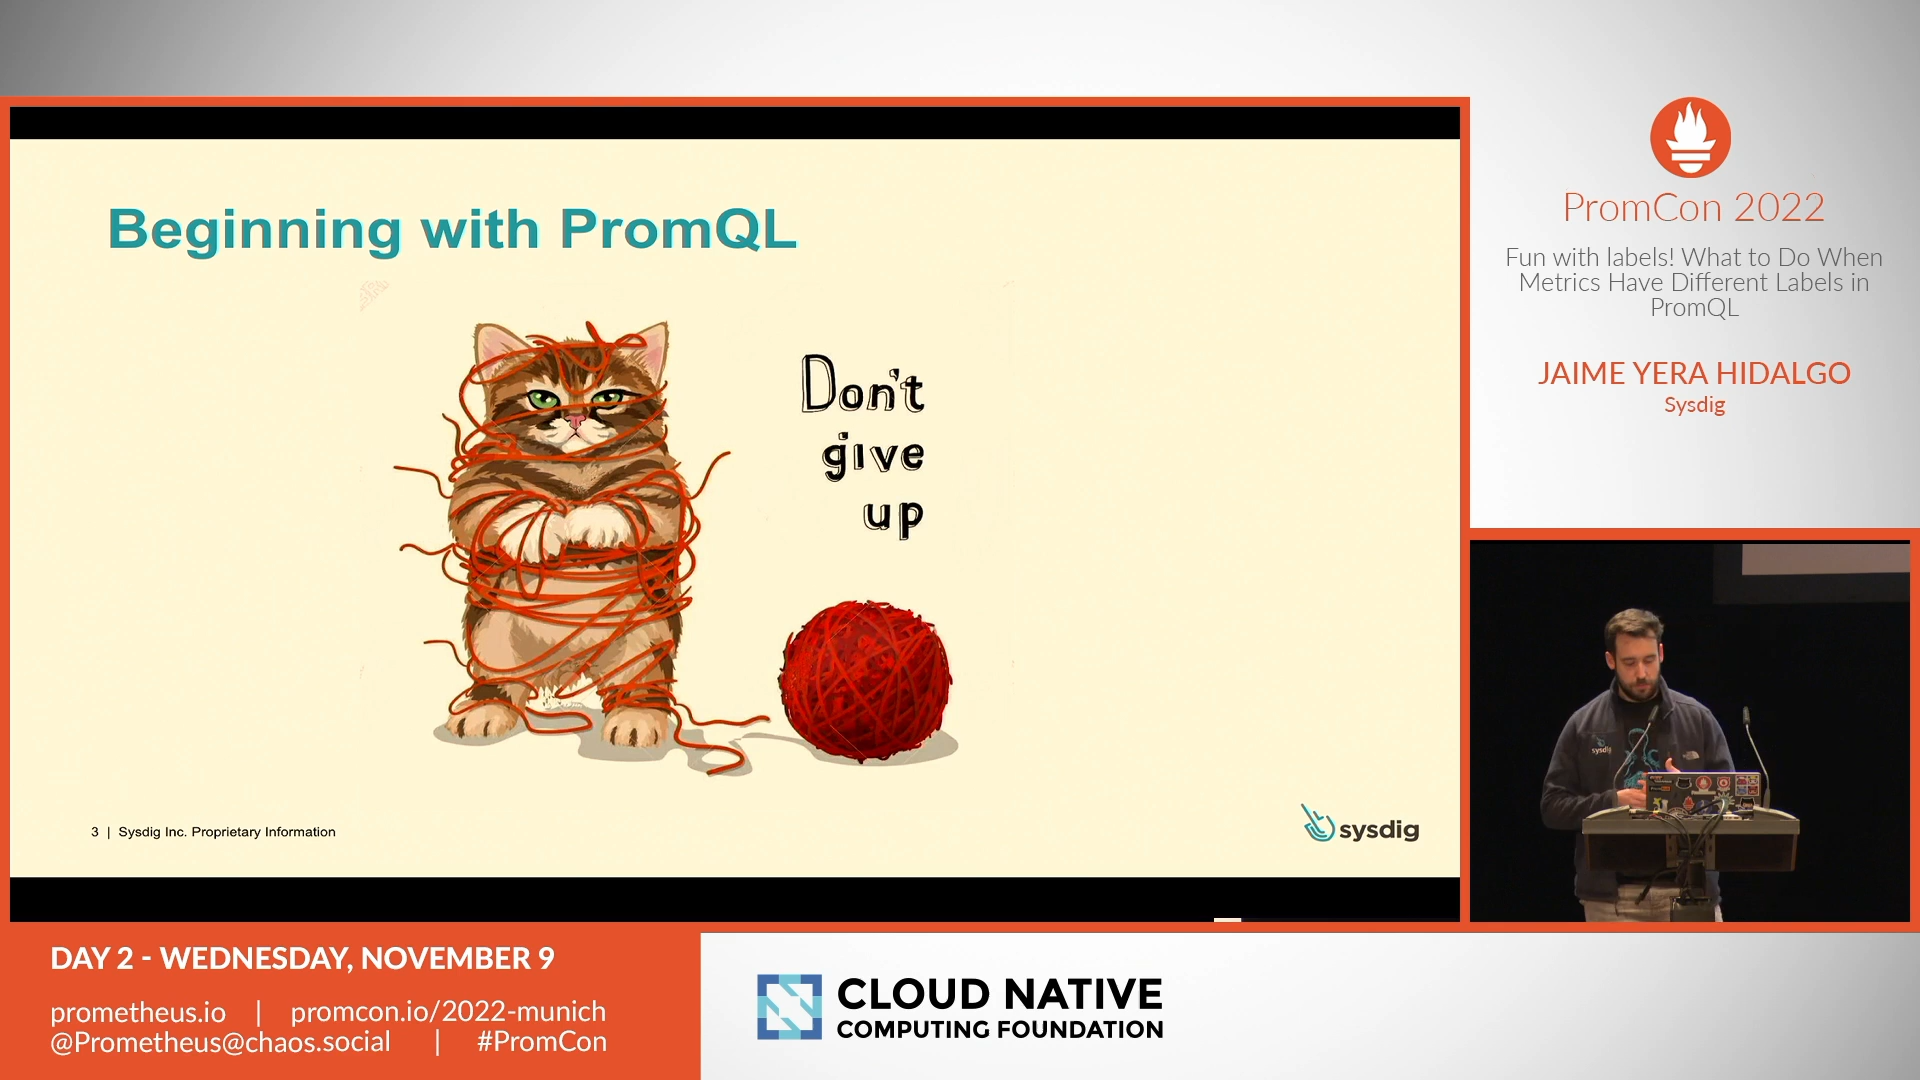 Beginning with PromQL
Don't
give
up
3 | Sysdig Inc. Proprietary Information
sysdig
PromCon 2022
Fun with labels! What to Do When
Metrics Have Different Labels in
PromQL
JAIME YERA HIDALGO
Sysdig
sysdig
DAY 2 - WEDNESDAY, NOVEMBER 9
prometheus.io | promcon.io/2022-munich
@Prometheus@chaos.social | #PromCon
CLOUD NATIVE
COMPUTING FOUNDATION